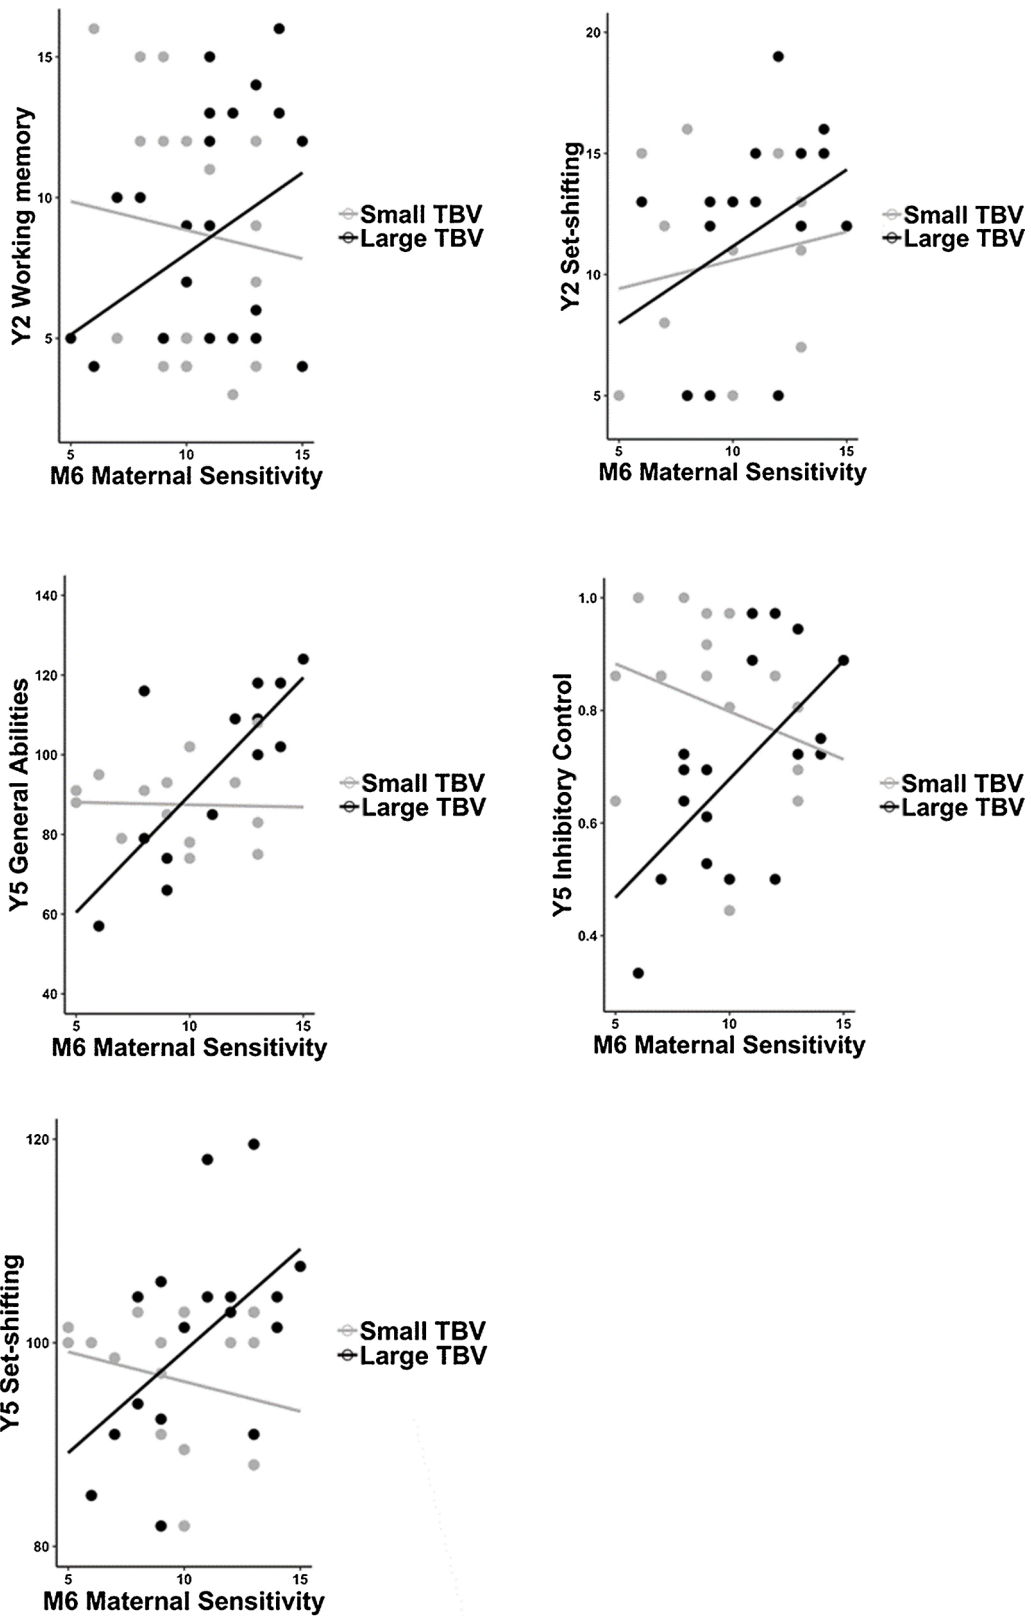 15
10
5
Y2 Working memory
5 10 15
M6 Maternal Sensitivity
Small TBV
Large TBV
20
15
10
5
Y2 Set-shifting
5 10 15
M6 Maternal Sensitivity
Small TBV
Large TBV
140
120
100
80
60
40
Y5 General Abilities
5 10 15
M6 Maternal Sensitivity
Small TBV
Large TBV
1.0
0.8
0.6
0.4
Y5 Inhibitory Control
5 10 15
M6 Maternal Sensitivity
Small TBV
Large TBV
120
100
80
Y5 Set-shifting
5 10 15
M6 Maternal Sensitivity
Small TBV
Large TBV